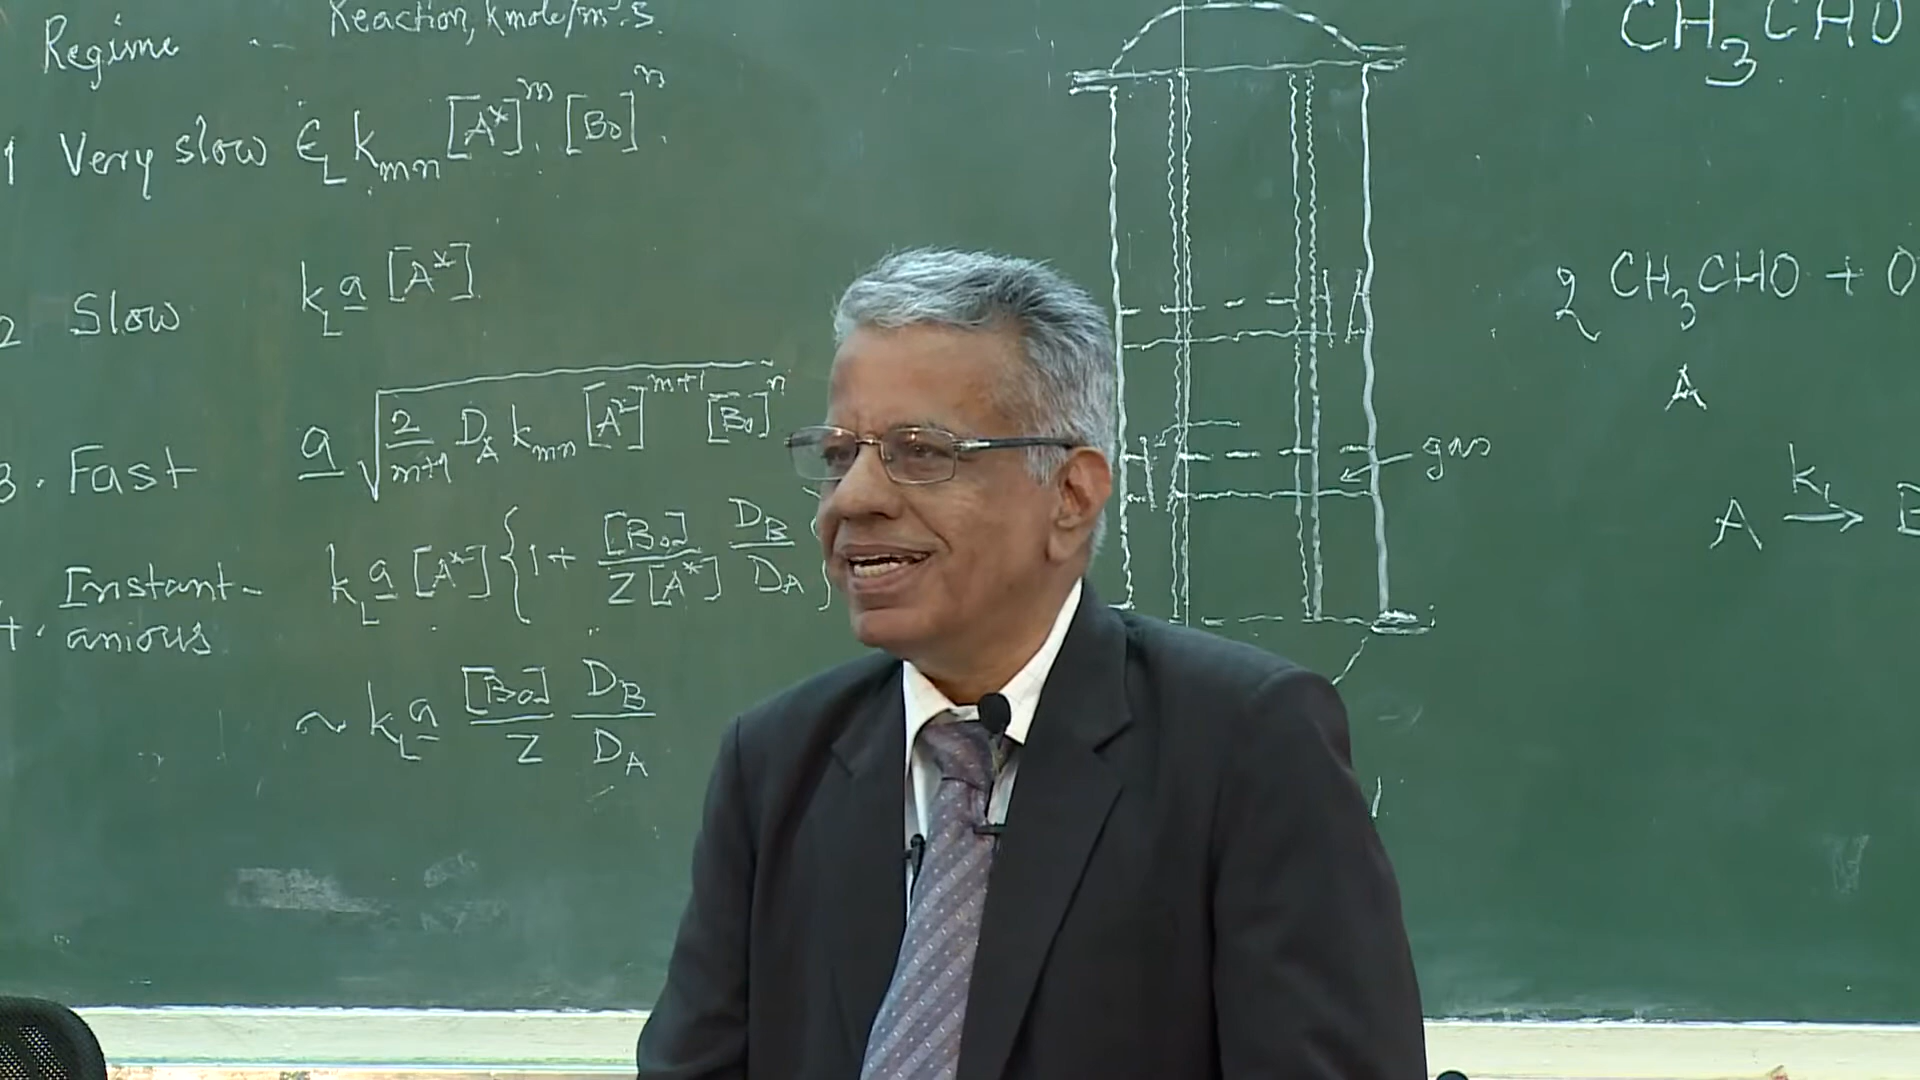 Regime
Reaction, kmole/m³.s
1 Very slow ϵ_L k_mn [A*]^m [B₀]^n
2 Slow k_L a [A*]
3. Fast a √(2/(m+1) D_A k_mn [A*]^(m+1) [B₀]^n)
4. Instant-
anious
k_L a [A*] {1 + [B₀]/(Z[A*]) D_B/D_A}
~ k_L a [B₀]/Z D_B/D_A
gas
CH₃CHO
2 CH₃CHO + O
A
A →^(k₁)